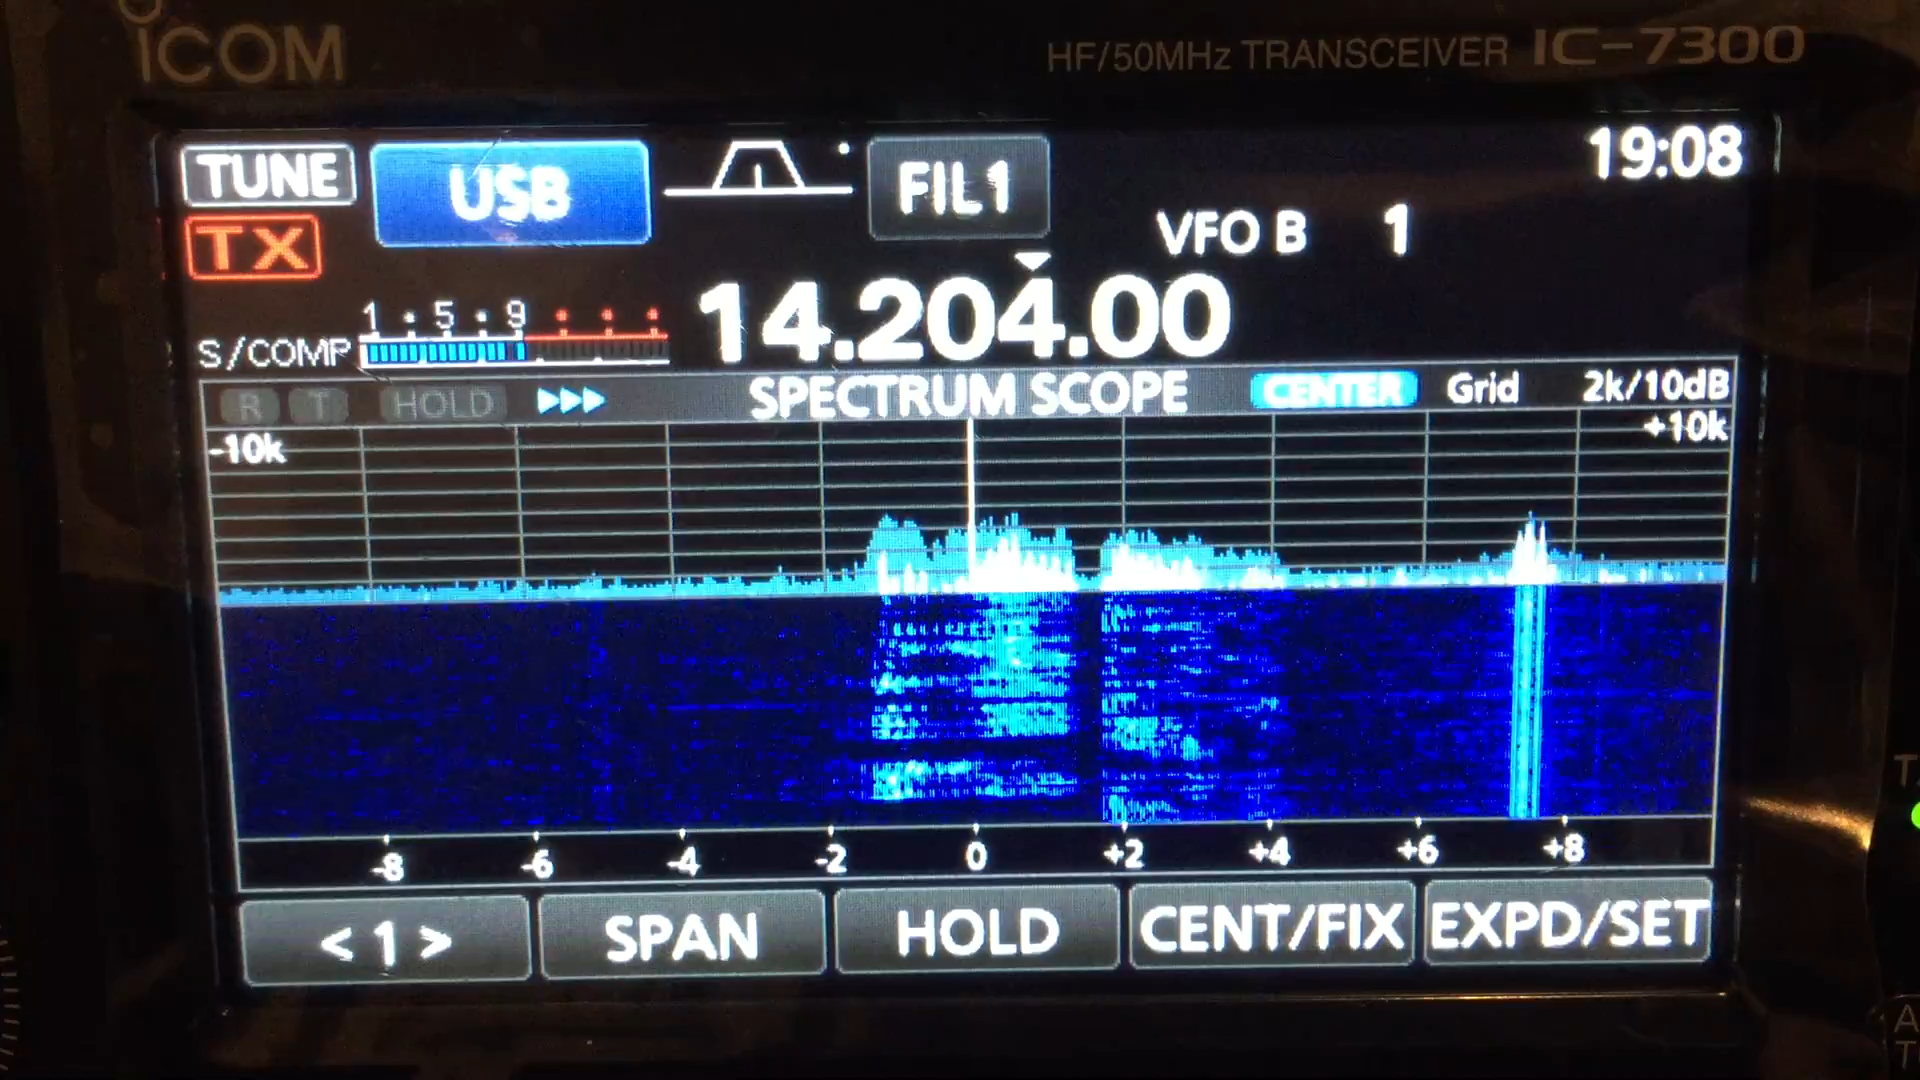 ICOM
HF/50MHz TRANSCEIVER IC-7300
TUNE USB FIL1 19:08
TX VFO B 1
1 5 9
S/COMP 14.204.00
R T HOLD SPECTRUM SCOPE CENTER Grid 2k/10dB
-10k +10k
-8 -6 -4 -2 0 +2 +4 +6 +8
< 1 > SPAN HOLD CENT/FIX EXPD/SET